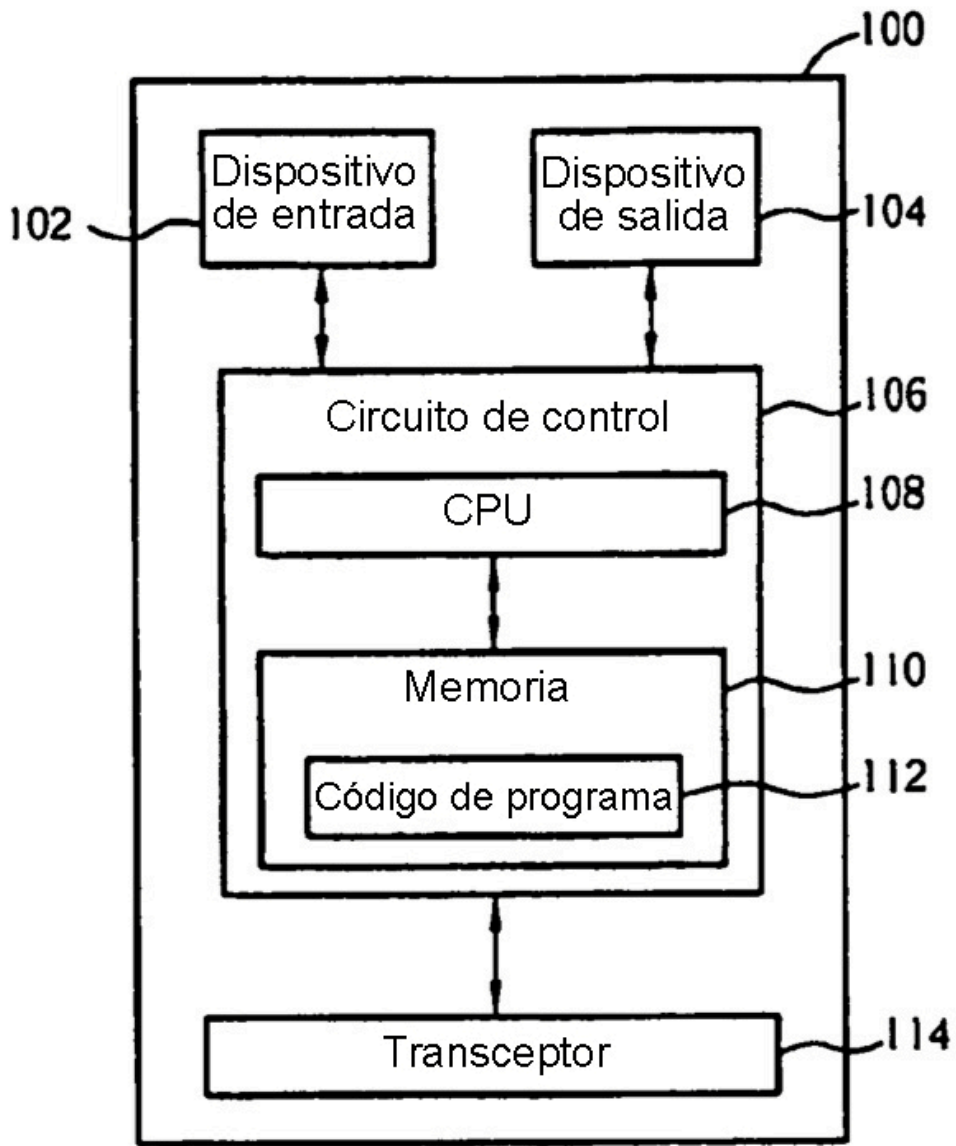 100
Dispositivo
de entrada
Dispositivo
de salida
102
104
Circuito de control
106
CPU
108
Memoria
110
Código de programa
112
Transceptor
114